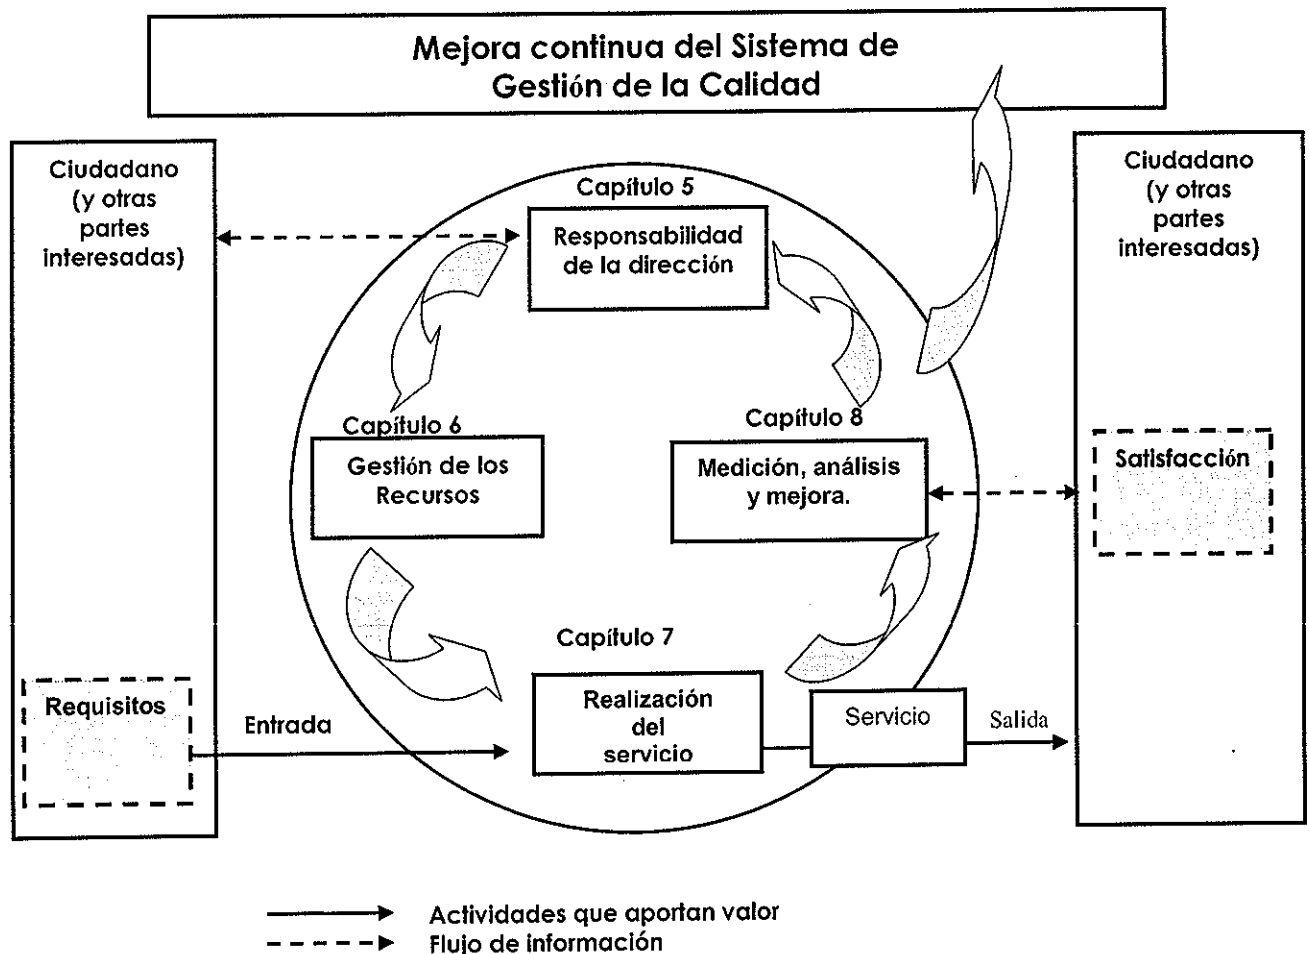 Mejora continua del Sistema de
Gestión de la Calidad
Ciudadano
(y otras
partes
interesadas)
Capítulo 5
Responsabilidad
de la dirección
Ciudadano
(y otras
partes
interesadas)
Capítulo 6
Gestión de los
Recursos
Capítulo 8
Medición, análisis
y mejora.
Satisfacción
Capítulo 7
Realización
del
servicio
Requisitos
Entrada
Servicio
Salida
Actividades que aportan valor
Flujo de información